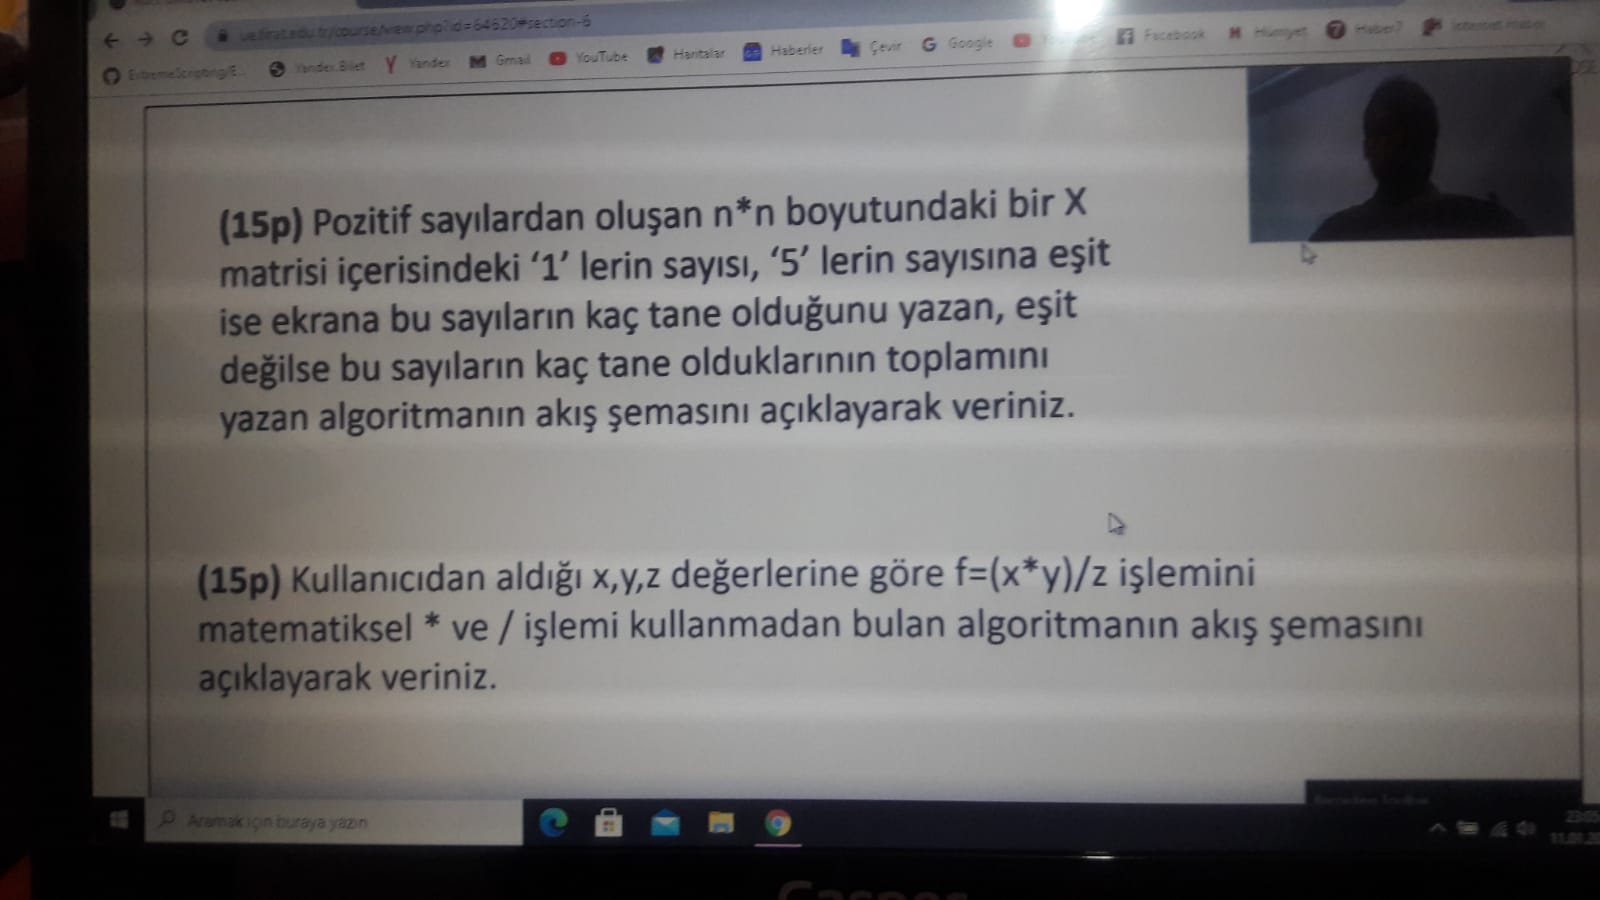 ue.firat.edu.tr/course/view.php?id=64620#section-6
ExtremeScripting/E... Yandex.Bilet Yandex Gmail YouTube Haritalar Haberler Çevir Google Facebook Hürriyet Haber7
(15p) Pozitif sayılardan oluşan n*n boyutundaki bir X
matrisi içerisindeki ‘1’ lerin sayısı, ‘5’ lerin sayısına eşit
ise ekrana bu sayıların kaç tane olduğunu yazan, eşit
değilse bu sayıların kaç tane olduklarının toplamını
yazan algoritmanın akış şemasını açıklayarak veriniz.
(15p) Kullanıcıdan aldığı x,y,z değerlerine göre f=(x*y)/z işlemini
matematiksel * ve / işlemi kullanmadan bulan algoritmanın akış şemasını
açıklayarak veriniz.
Aramak için buraya yazın
23:05